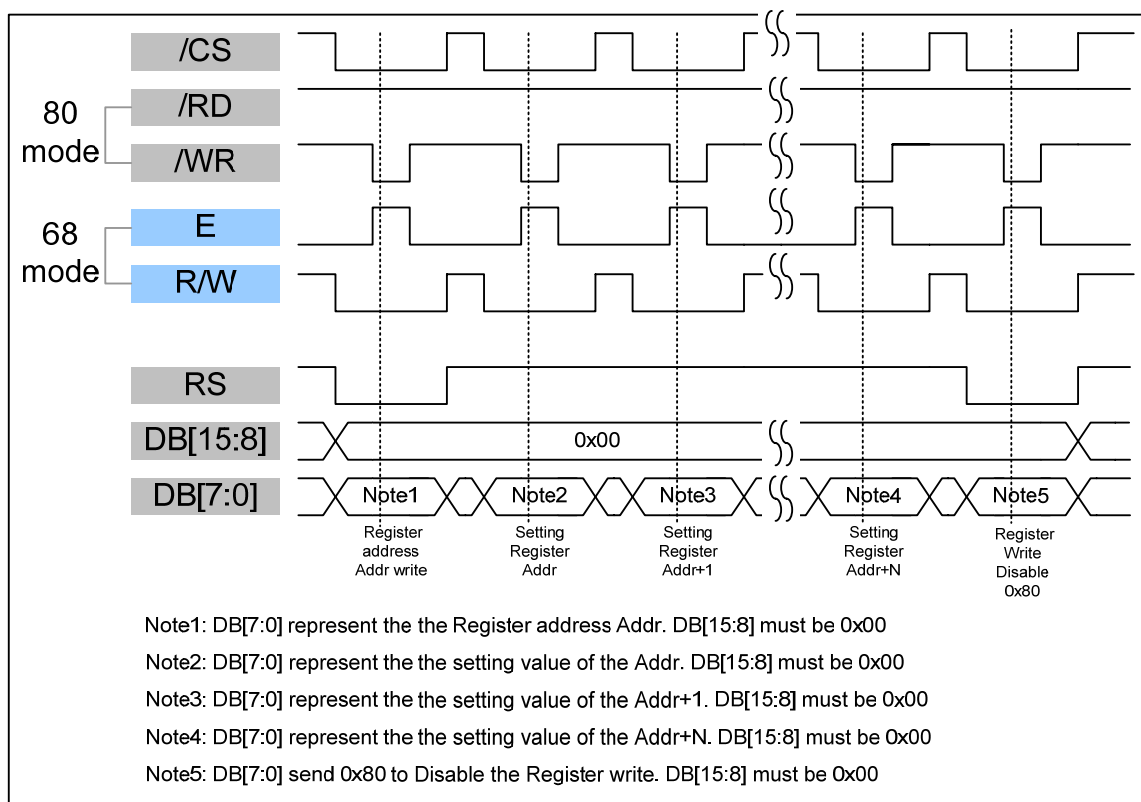 /CS
80
mode
/RD
/WR
68
mode
E
R/W
RS
DB[15:8]
0x00
DB[7:0]
Note1
Note2
Note3
Note4
Note5
Register
address
Addr write
Setting
Register
Addr
Setting
Register
Addr+1
Setting
Register
Addr+N
Register
Write
Disable
0x80
Note1: DB[7:0] represent the the Register address Addr. DB[15:8] must be 0x00
Note2: DB[7:0] represent the the setting value of the Addr. DB[15:8] must be 0x00
Note3: DB[7:0] represent the the setting value of the Addr+1. DB[15:8] must be 0x00
Note4: DB[7:0] represent the the setting value of the Addr+N. DB[15:8] must be 0x00
Note5: DB[7:0] send 0x80 to Disable the Register write. DB[15:8] must be 0x00